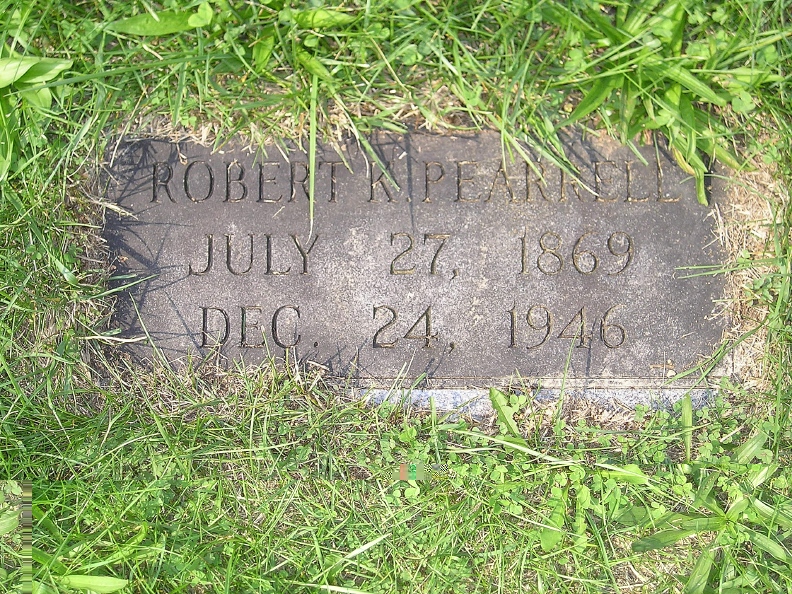 ROBERT K. PEARRELL
JULY 27, 1869
DEC. 24, 1946